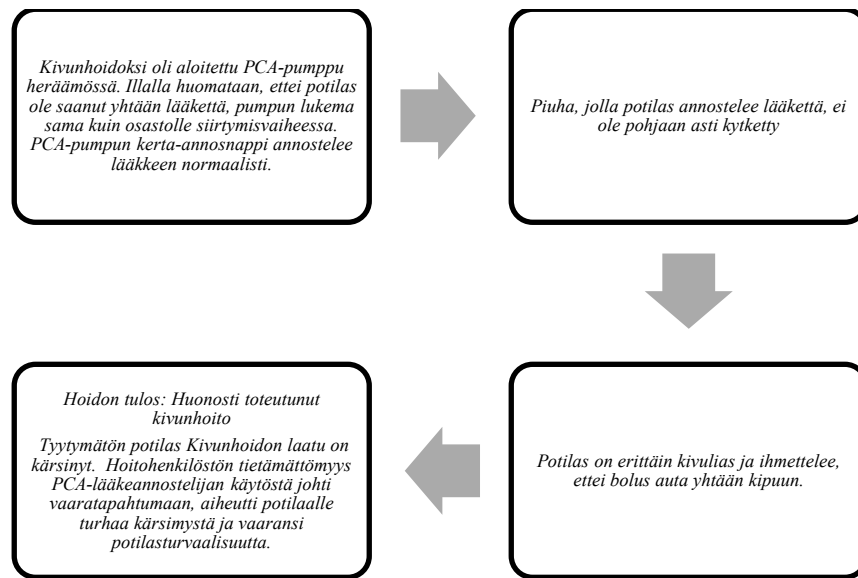 Kivunhoidoksi oli aloitettu PCA-pumppu
heräämössä. Illalla huomataan, ettei potilas
ole saanut yhtään lääkettä, pumpun lukema
sama kuin osastolle siirtymisvaiheessa.
PCA-pumpun kerta-annosnappi annostelee
lääkkeen normaalisti.
Piuha, jolla potilas annostelee lääkettä, ei
ole pohjaan asti kytketty
Potilas on erittäin kivulias ja ihmettelee,
ettei bolus auta yhtään kipuun.
Hoidon tulos: Huonosti toteutunut
kivunhoito
Tyytymätön potilas Kivunhoidon laatu on
kärsinyt. Hoitohenkilöstön tietämättömyys
PCA-lääkeannostelijan käytöstä johti
vaaratapahtumaan, aiheutti potilaalle
turhaa kärsimystä ja vaaransi
potilasturvaalisuutta.